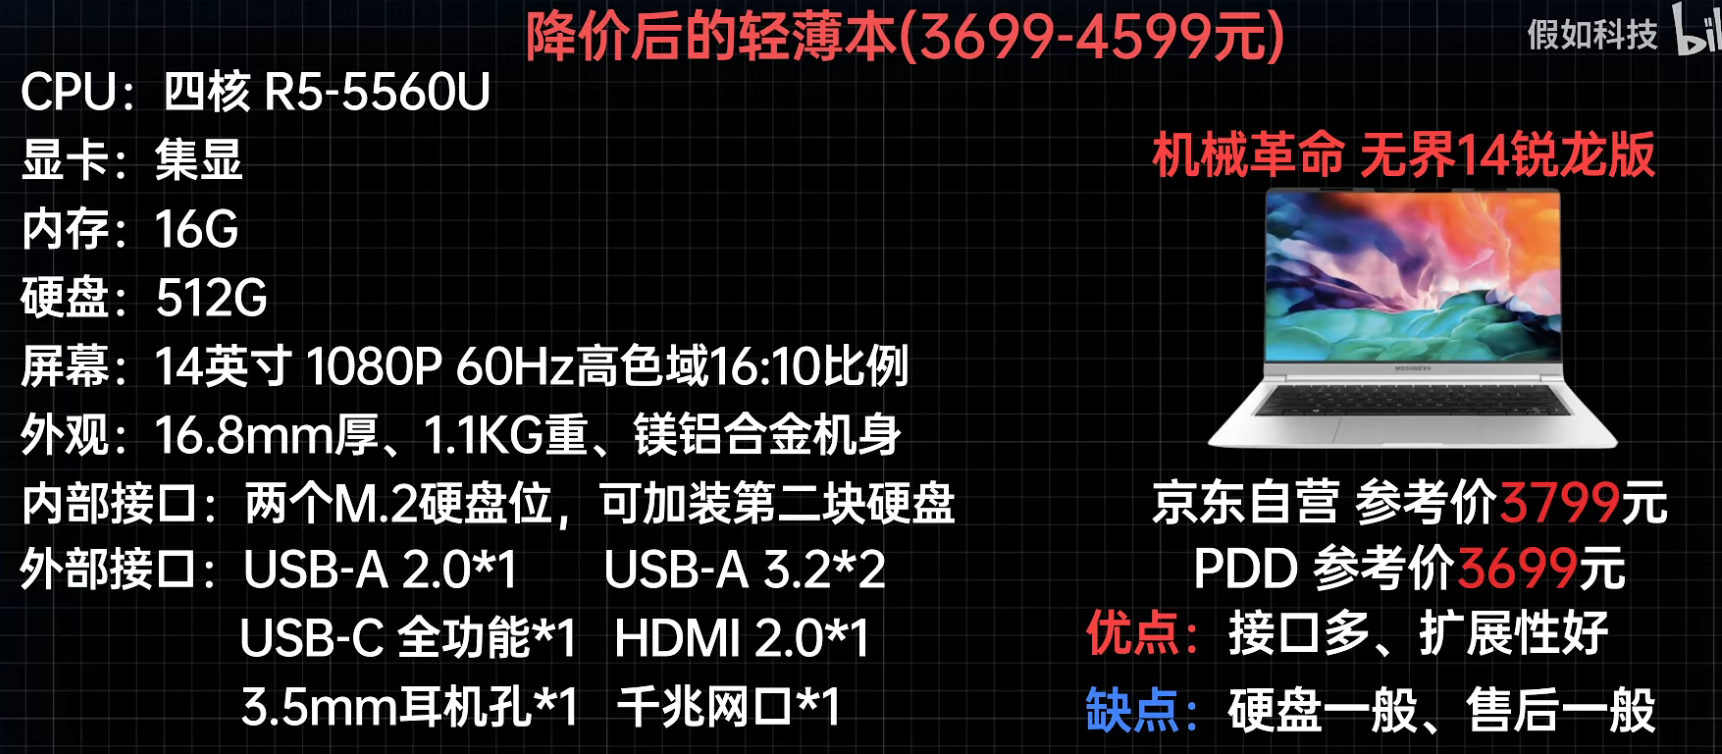 降价后的轻薄本(3699-4599元)
假如科技 bil
CPU：四核 R5-5560U
显卡：集显
内存：16G
硬盘：512G
屏幕：14英寸 1080P 60Hz高色域16:10比例
外观：16.8mm厚、1.1KG重、镁铝合金机身
内部接口：两个M.2硬盘位，可加装第二块硬盘
外部接口：USB-A 2.0*1 USB-A 3.2*2
USB-C 全功能*1 HDMI 2.0*1
3.5mm耳机孔*1 千兆网口*1
机械革命 无界14锐龙版
京东自营 参考价3799元
PDD 参考价3699元
优点：接口多、扩展性好
缺点：硬盘一般、售后一般